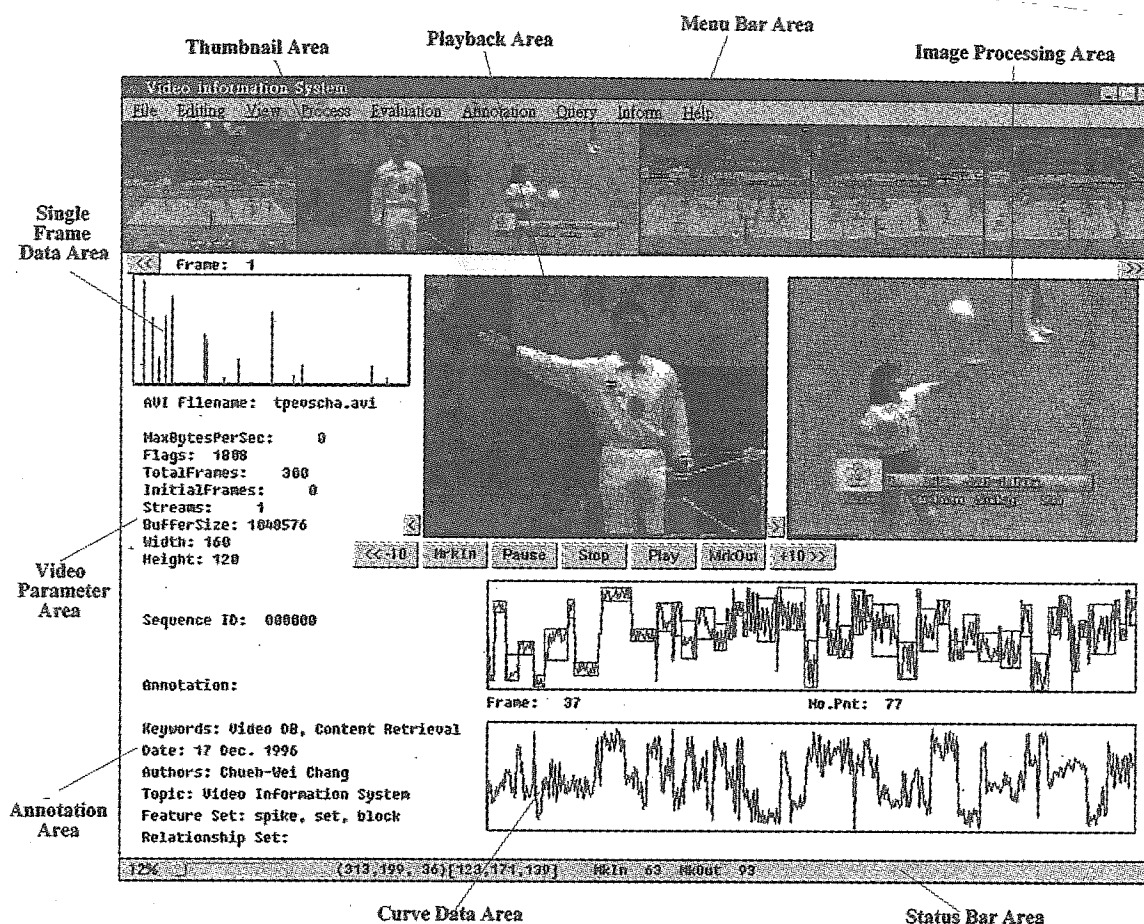 Menu Bar Area
Thumbnail Area
Playback Area
Image Processing Area
Video Information System
File Editing View Process Evaluation Annotation Query Inform Help
Single
Frame
Data Area
<< Frame: 1 >>
AVI Filename: tpevscha.avi
MaxBytesPerSec: 0
Flags: 1808
TotalFrames: 300
InitialFrames: 0
Streams: 1
BufferSize: 1048576
Width: 160
Height: 120
< >
<<-10 MrkIn Pause Stop Play MrkOut +10>>
Video
Parameter
Area
Sequence ID: 000000
Annotation:
Frame: 37 No.Pnt: 77
Keywords: Video DB, Content Retrieval
Date: 17 Dec. 1996
Authors: Chueh-Wei Chang
Topic: Video Information System
Feature Set: spike, set, block
Relationship Set:
Annotation
Area
12% (313,199, 36)[123,171,139] MkIn 63 MkOut 93
Curve Data Area
Status Bar Area